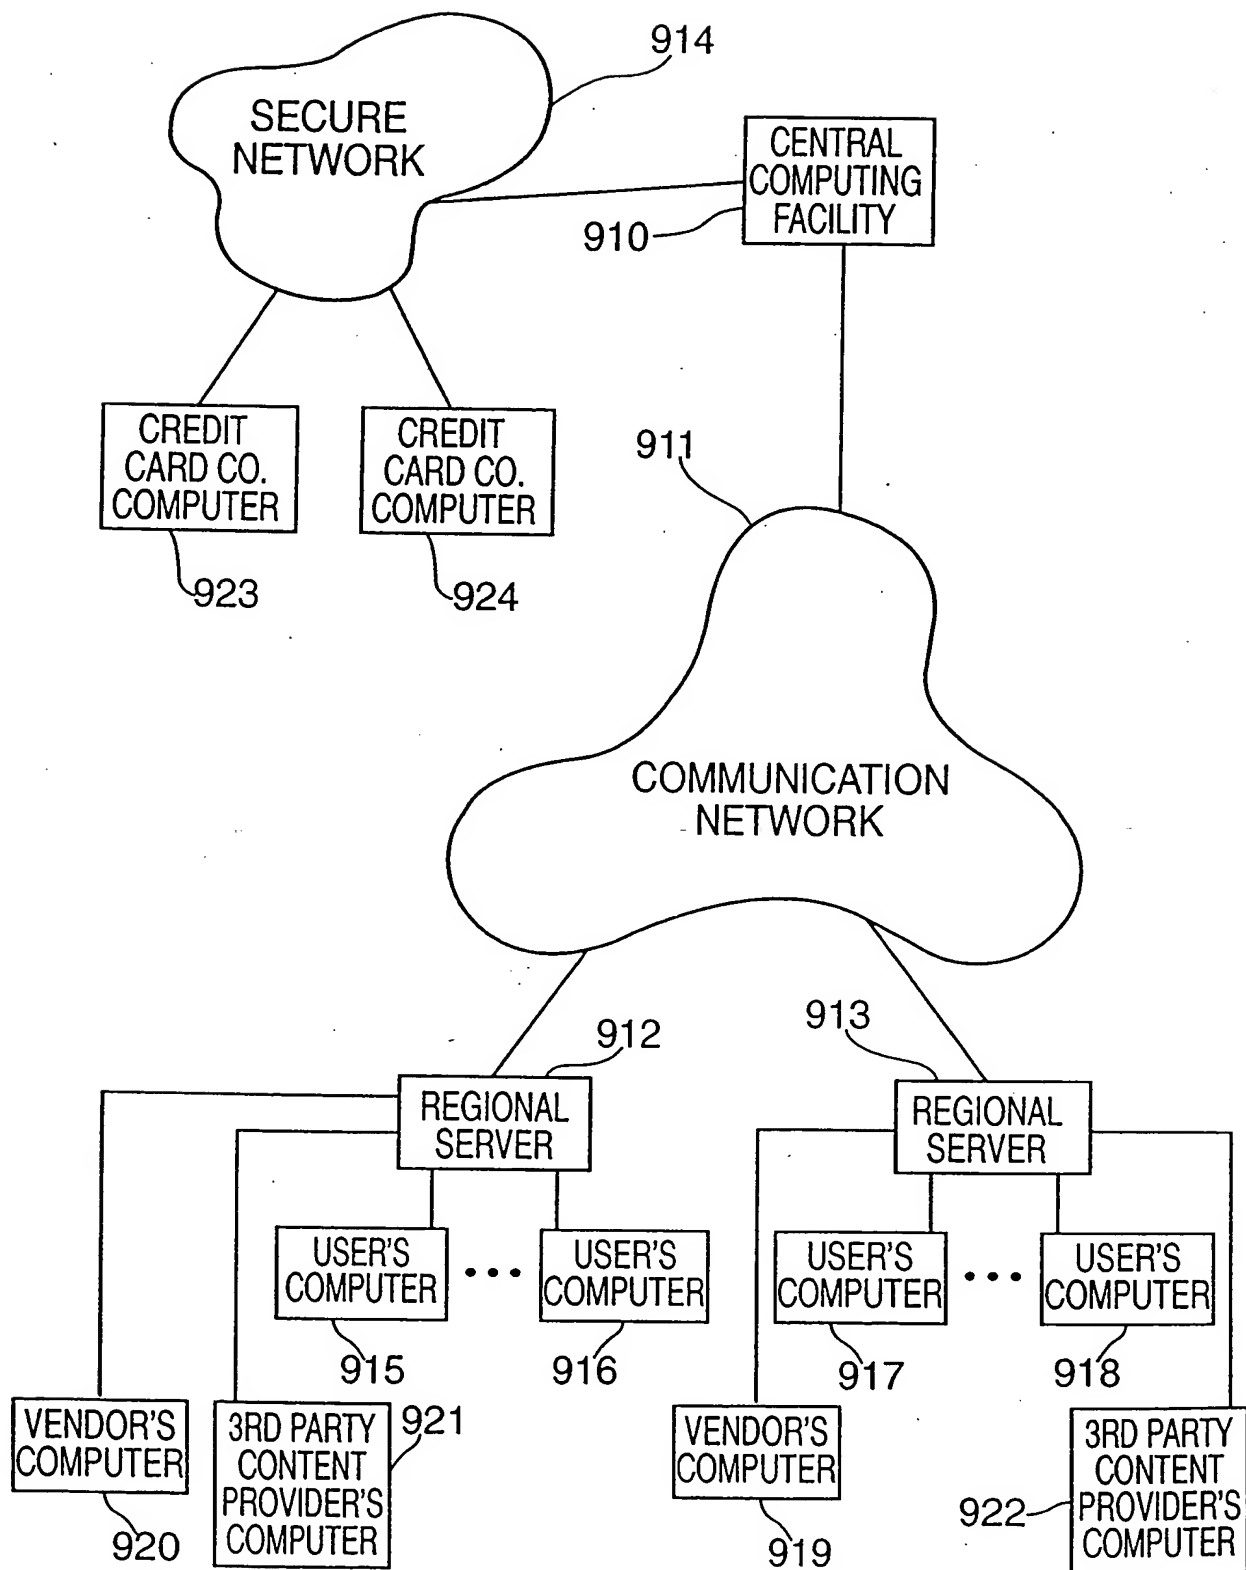 914
SECURE
NETWORK
CENTRAL
COMPUTING
FACILITY
910
CREDIT
CARD CO.
COMPUTER
CREDIT
CARD CO.
COMPUTER
923
924
911
COMMUNICATION
NETWORK
912
913
REGIONAL
SERVER
REGIONAL
SERVER
USER'S
COMPUTER
USER'S
COMPUTER
USER'S
COMPUTER
USER'S
COMPUTER
915
916
917
918
VENDOR'S
COMPUTER
3RD PARTY
CONTENT
PROVIDER'S
COMPUTER
921
VENDOR'S
COMPUTER
3RD PARTY
CONTENT
PROVIDER'S
COMPUTER
922
920
919